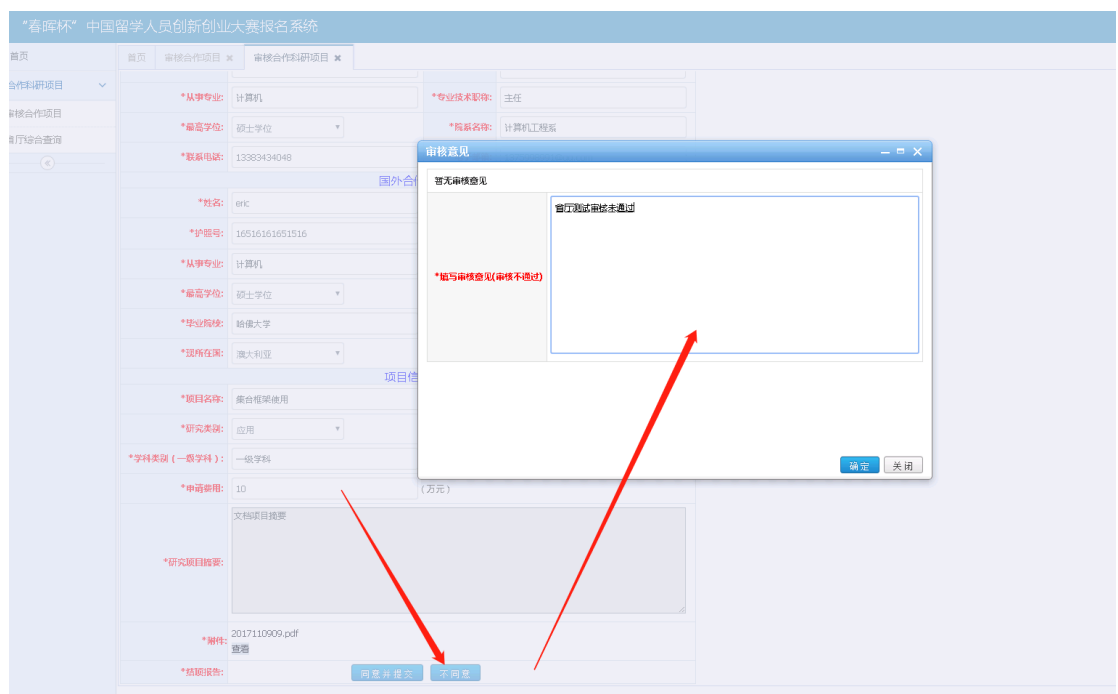 “春晖杯”中国留学人员创新创业大赛报名系统
首页
首页 审核合作项目 × 审核合作科研项目 ×
合作科研项目
审核合作项目
省厅综合查询
*从事专业: 计算机 *专业技术职称: 主任
*最高学位: 硕士学位 *院系名称: 计算机工程系
*联系电话: 13383434048
国外合
*姓名: eric
*护照号: 16516161651516
*从事专业: 计算机
*最高学位: 硕士学位
*毕业院校: 哈佛大学
*现所在国: 澳大利亚
项目信
*项目名称: 集合框架使用
*研究类别: 应用
*学科类别(一级学科): 一级学科
*申请费用: 10 (万元)
*研究项目摘要: 文档项目摘要
*附件: 2017110909.pdf
查看
*结题报告: 同意并提交 不同意
审核意见
暂无审核意见
*填写审核意见(审核不通过)
省厅测试审核未通过
确定 关闭